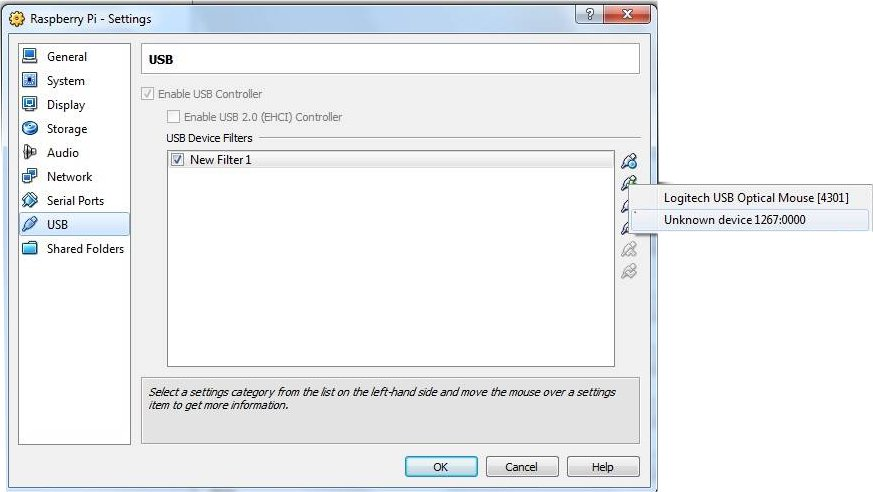 Raspberry Pi - Settings
General
System
Display
Storage
Audio
Network
Serial Ports
USB
Shared Folders
USB
Enable USB Controller
Enable USB 2.0 (EHCI) Controller
USB Device Filters
New Filter 1
Logitech USB Optical Mouse [4301]
Unknown device 1267:0000
Select a settings category from the list on the left-hand side and move the mouse over a settings
item to get more information.
OK
Cancel
Help